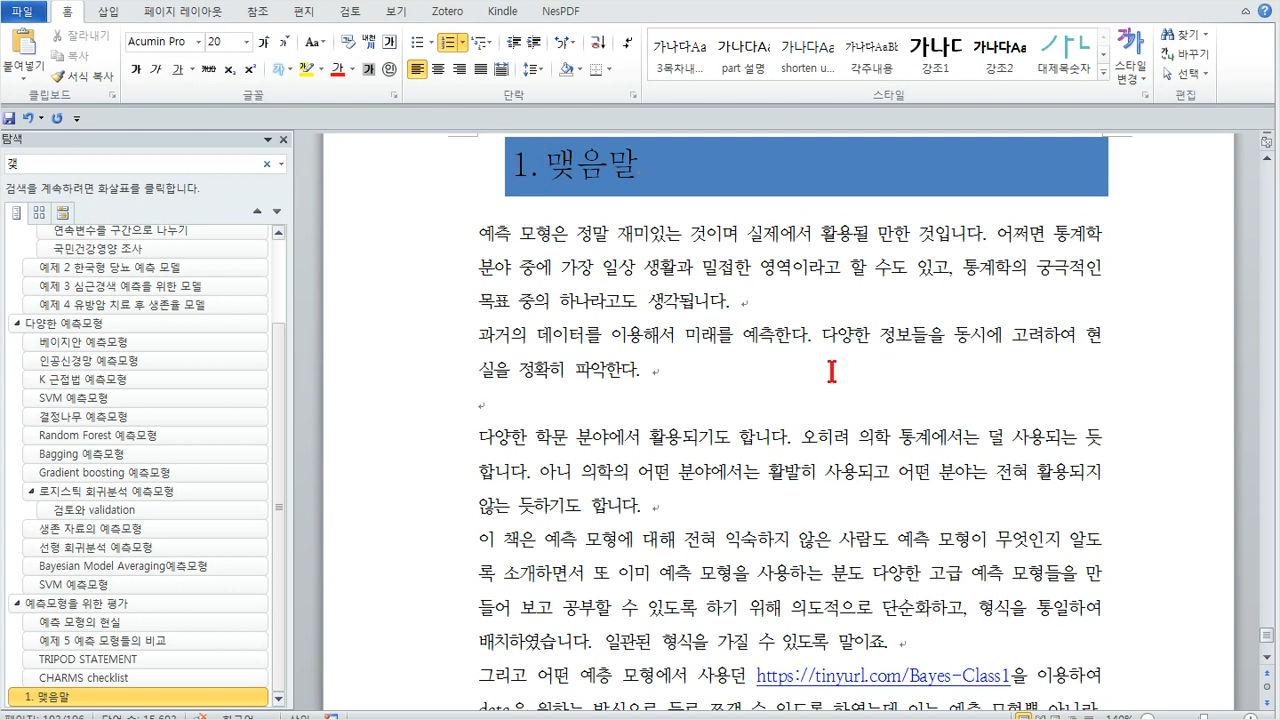 파일 홈 삽입 페이지 레이아웃 참조 편지 검토 보기 Zotero Kindle NesPDF
붙여넣기 잘라내기 복사 서식 복사
Acumin Pro 20
가나다Aa 가나다Aa 가나다Aa 가나다AaBb 가나ㄷ 가나다Aa
3목차내... part 설명 shorten u... 각주내용 강조1 강조2 대제목숫자
스타일 변경
찾기
바꾸기
선택
클립보드 글꼴 단락 스타일 편집
탐색
갲
검색을 계속하려면 화살표를 클릭합니다.
연속변수를 구간으로 나누기
국민건강영양 조사
예제 2 한국형 당뇨 예측 모델
예제 3 심근경색 예측을 위한 모델
예제 4 유방암 치료 후 생존율 모델
다양한 예측모형
베이지안 예측모형
인공신경망 예측모형
K 근접법 예측모형
SVM 예측모형
결정나무 예측모형
Random Forest 예측모형
Bagging 예측모형
Gradient boosting 예측모형
로지스틱 회귀분석 예측모형
검토와 validation
생존 자료의 예측모형
선형 회귀분석 예측모형
Bayesian Model Averaging예측모형
SVM 예측모형
예측모형을 위한 평가
예측 모형의 현실
예제 5 예측 모형들의 비교
TRIPOD STATEMENT
CHARMS checklist
1. 맺음말
1. 맺음말
예측 모형은 정말 재미있는 것이며 실제에서 활용될 만한 것입니다. 어쩌면 통계학
분야 중에 가장 일상 생활과 밀접한 영역이라고 할 수도 있고, 통계학의 궁극적인
목표 중의 하나라고도 생각됩니다.
과거의 데이터를 이용해서 미래를 예측한다. 다양한 정보들을 동시에 고려하여 현
실을 정확히 파악한다.
다양한 학문 분야에서 활용되기도 합니다. 오히려 의학 통계에서는 덜 사용되는 듯
합니다. 아니 의학의 어떤 분야에서는 활발히 사용되고 어떤 분야는 전혀 활용되지
않는 듯하기도 합니다.
이 책은 예측 모형에 대해 전혀 익숙하지 않은 사람도 예측 모형이 무엇인지 알도
록 소개하면서 또 이미 예측 모형을 사용하는 분도 다양한 고급 예측 모형들을 만
들어 보고 공부할 수 있도록 하기 위해 의도적으로 단순화하고, 형식을 통일하여
배치하였습니다. 일관된 형식을 가질 수 있도록 말이죠.
그리고 어떤 예층 모형에서 사용던 https://tinyurl.com/Bayes-Class1을 이용하여